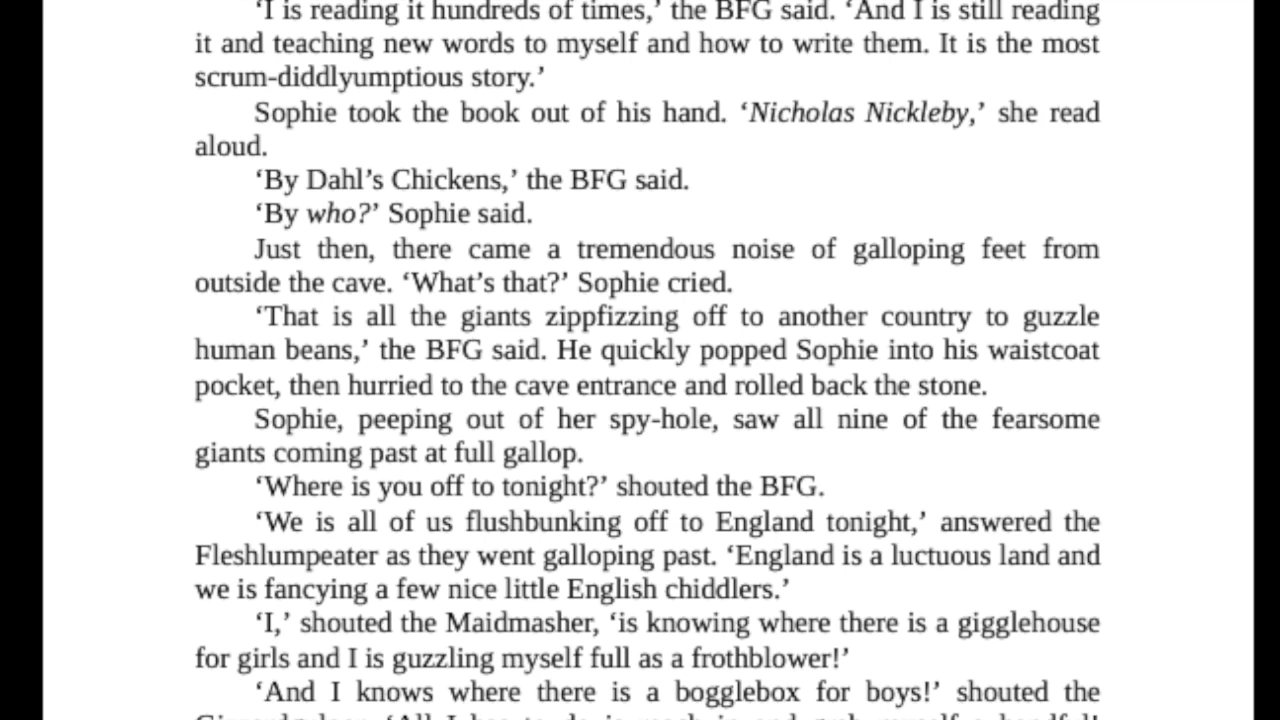 ‘I is reading it hundreds of times,’ the BFG said. ‘And I is still reading
it and teaching new words to myself and how to write them. It is the most
scrum-diddlyumptious story.’
Sophie took the book out of his hand. ‘Nicholas Nickleby,’ she read
aloud.
‘By Dahl’s Chickens,’ the BFG said.
‘By who?’ Sophie said.
Just then, there came a tremendous noise of galloping feet from
outside the cave. ‘What’s that?’ Sophie cried.
‘That is all the giants zippfizzing off to another country to guzzle
human beans,’ the BFG said. He quickly popped Sophie into his waistcoat
pocket, then hurried to the cave entrance and rolled back the stone.
Sophie, peeping out of her spy-hole, saw all nine of the fearsome
giants coming past at full gallop.
‘Where is you off to tonight?’ shouted the BFG.
‘We is all of us flushbunking off to England tonight,’ answered the
Fleshlumpeater as they went galloping past. ‘England is a luctuous land and
we is fancying a few nice little English chiddlers.’
‘I,’ shouted the Maidmasher, ‘is knowing where there is a gigglehouse
for girls and I is guzzling myself full as a frothblower!’
‘And I knows where there is a bogglebox for boys!’ shouted the